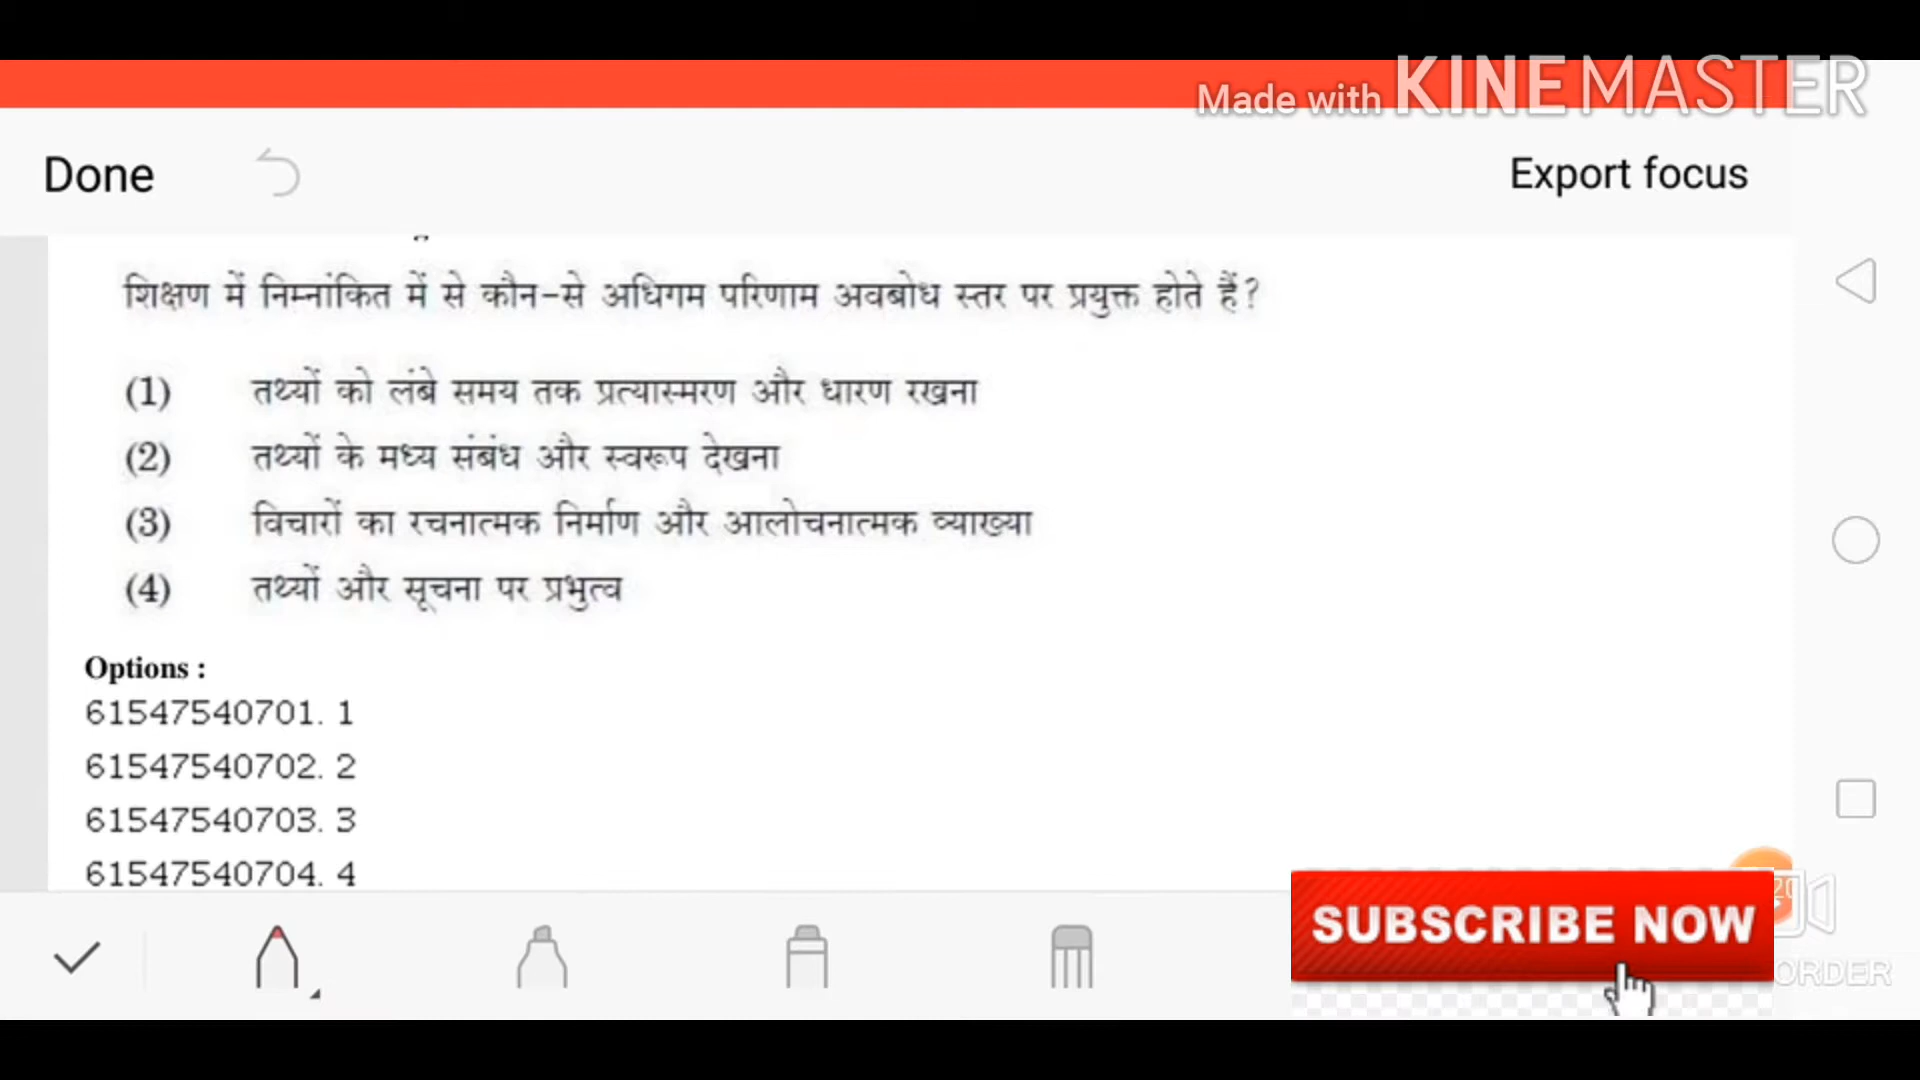 Made with KINEMASTER
Done
Export focus
शिक्षण में निम्नांकित में से कौन-से अधिगम परिणाम अवबोध स्तर पर प्रयुक्त होते हैं?
(1) तथ्यों को लंबे समय तक प्रत्यास्मरण और धारण रखना
(2) तथ्यों के मध्य संबंध और स्वरूप देखना
(3) विचारों का रचनात्मक निर्माण और आलोचनात्मक व्याख्या
(4) तथ्यों और सूचना पर प्रभुत्व
Options :
61547540701. 1
61547540702. 2
61547540703. 3
61547540704. 4
SUBSCRIBE NOW
ORDER